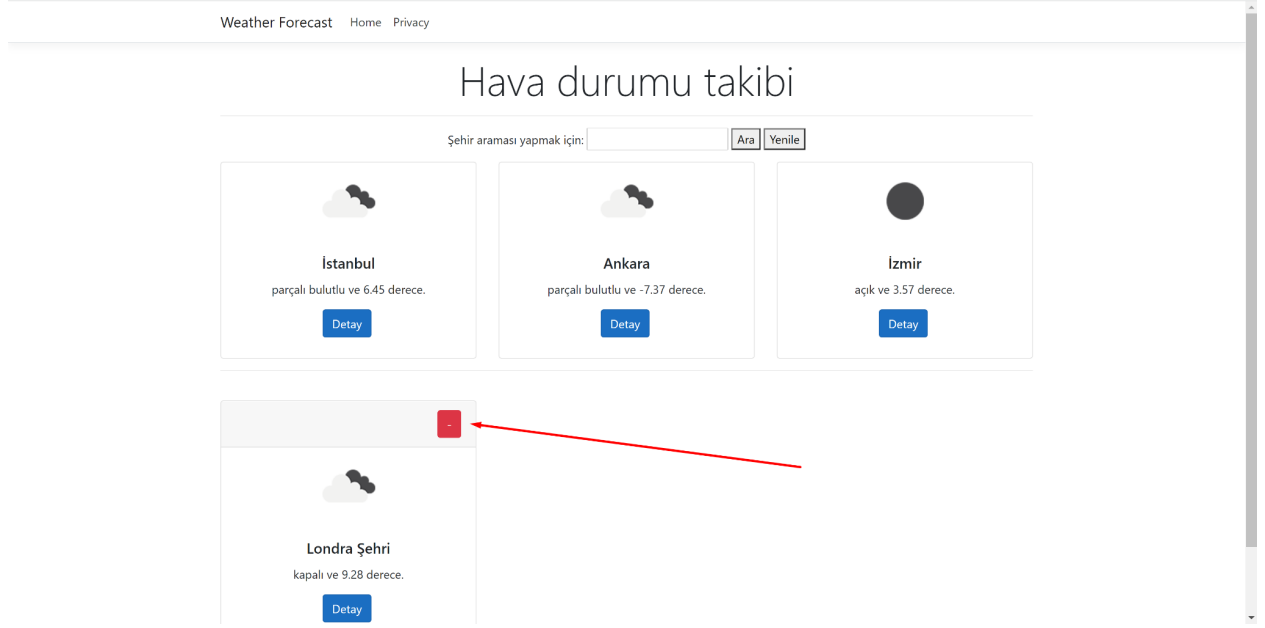 Weather Forecast Home Privacy
Hava durumu takibi
Şehir araması yapmak için: Ara Yenile
İstanbul
parçalı bulutlu ve 6.45 derece.
Detay
Ankara
parçalı bulutlu ve -7.37 derece.
Detay
İzmir
açık ve 3.57 derece.
Detay
-
Londra Şehri
kapalı ve 9.28 derece.
Detay